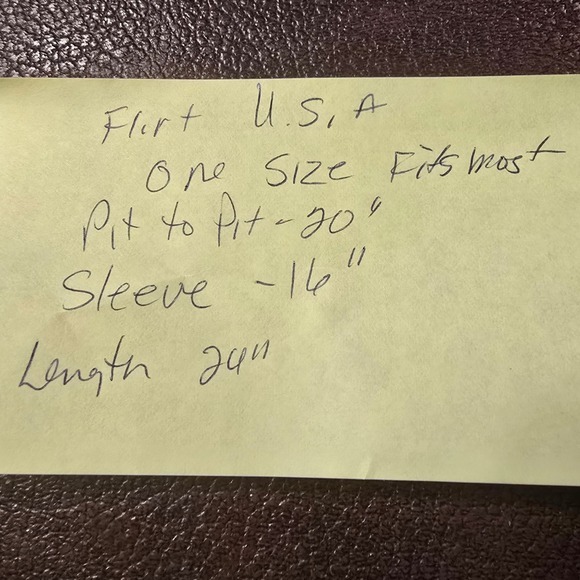 Flirt U.S.A
One Size Fits most
Pit to Pit - 20"
Sleeve - 16"
Length 24"